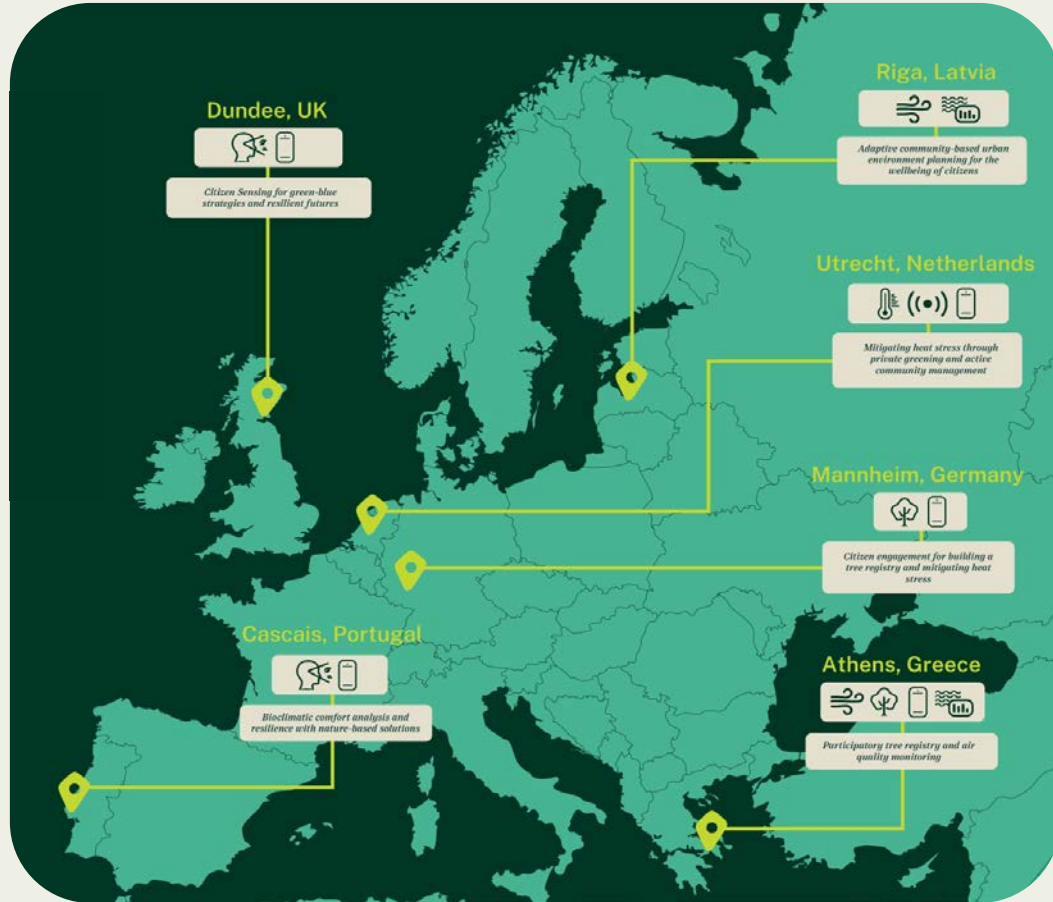 Dundee, UK
Citizen Sensing for green-blue
strategies and resilient futures
Riga, Latvia
Adaptive community-based urban
environment planning for the
wellbeing of citizens
Utrecht, Netherlands
Mitigating heat stress through
private greening and active
community management
Mannheim, Germany
Citizen engagement for building a
tree registry and mitigating heat
stress
Cascais, Portugal
Bioclimatic comfort analysis and
resilience with nature-based solutions
Athens, Greece
Participatory tree registry and air
quality monitoring